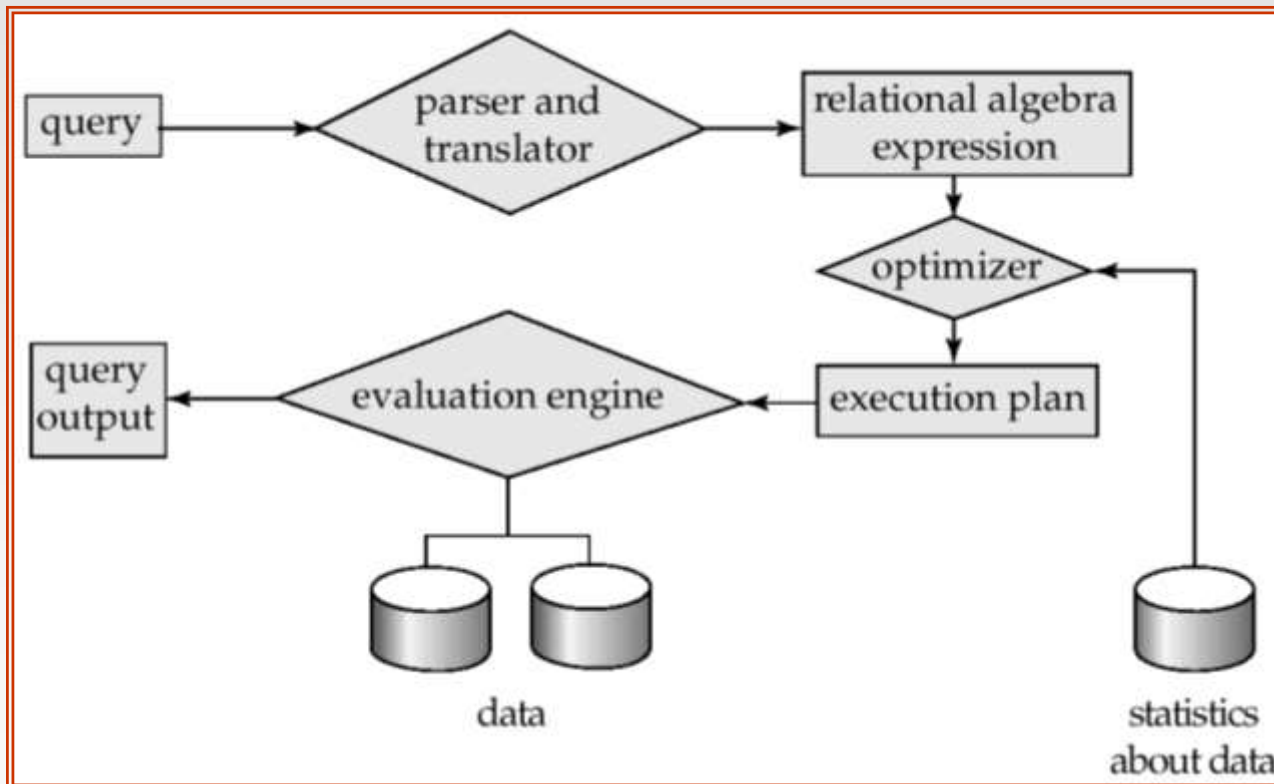 query
parser and
translator
relational algebra
expression
optimizer
query
output
evaluation engine
execution plan
data
statistics
about data